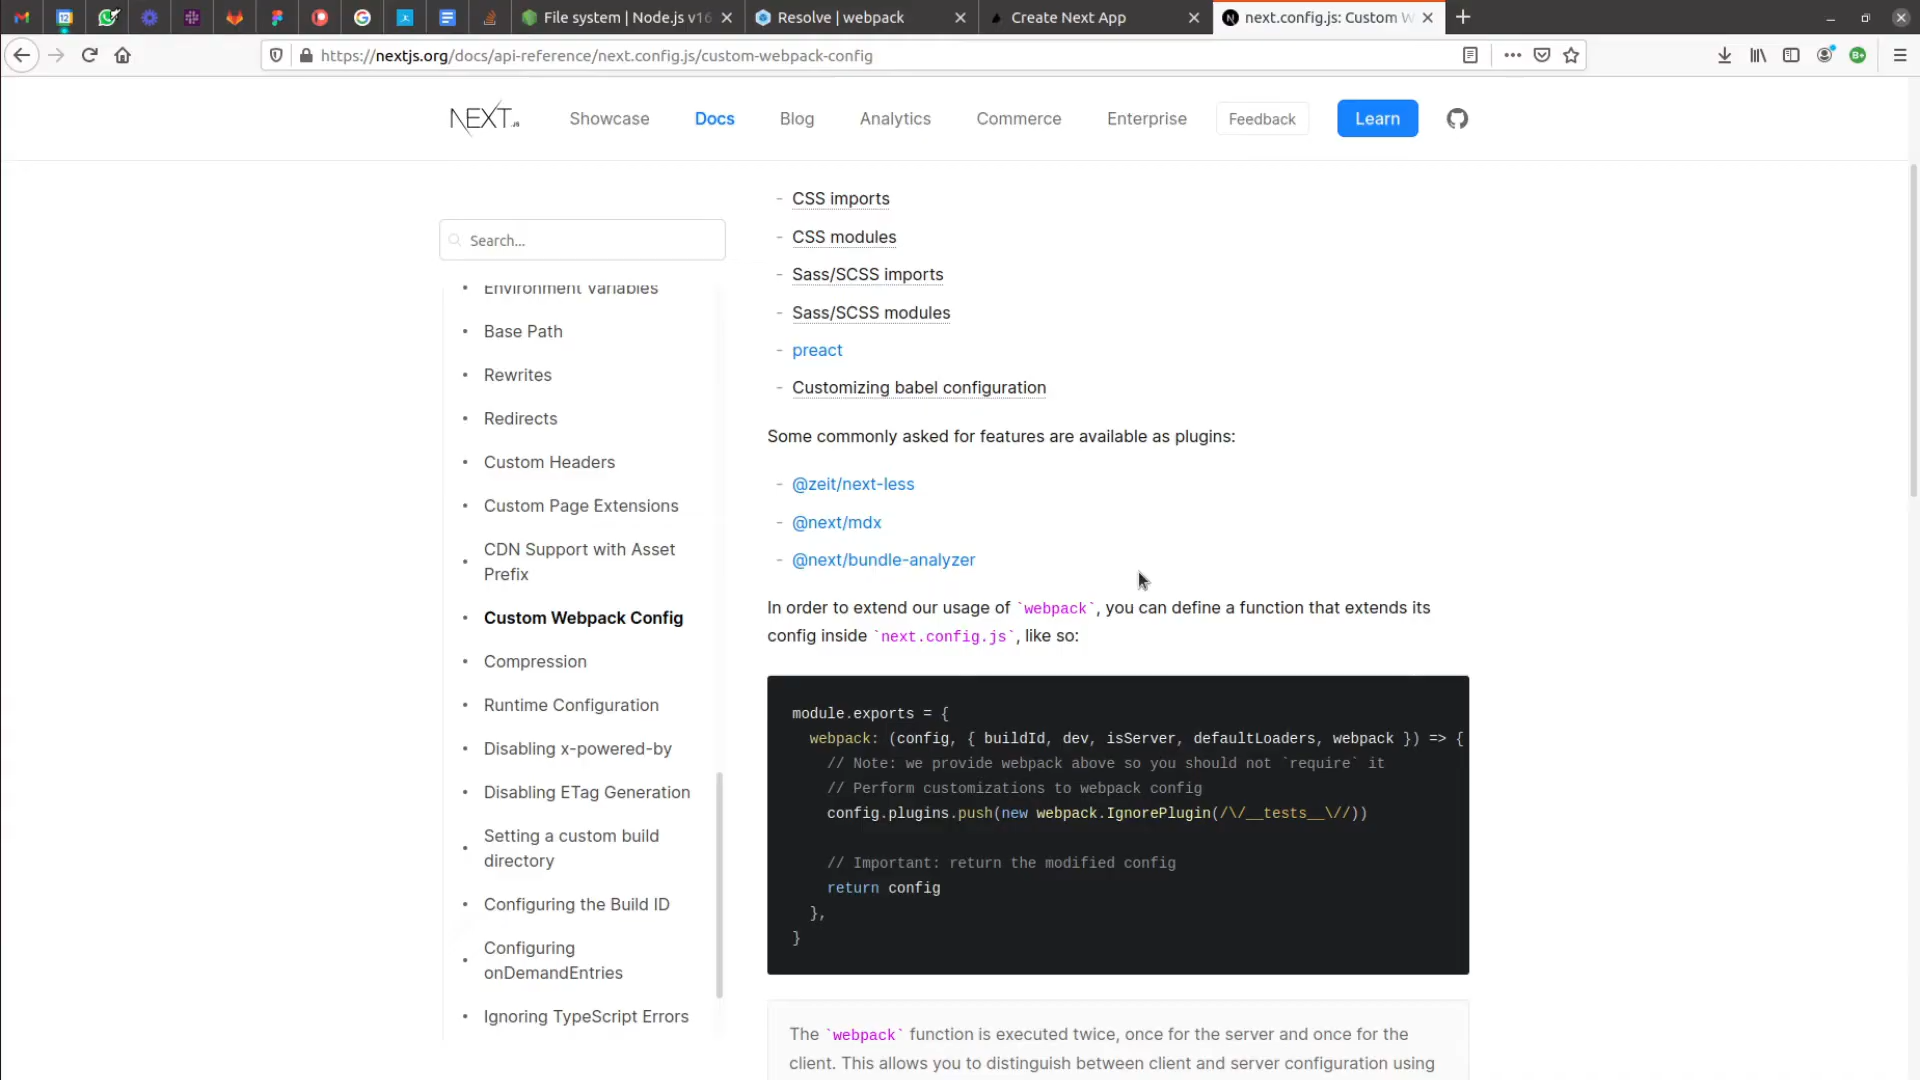 File system | Node.js v16
Resolve | webpack
Create Next App
next.config.js: Custom W
https://nextjs.org/docs/api-reference/next.config.js/custom-webpack-config
NEXT.JS
Showcase
Docs
Blog
Analytics
Commerce
Enterprise
Feedback
Learn
Search...
Environment Variables
Base Path
Rewrites
Redirects
Custom Headers
Custom Page Extensions
CDN Support with Asset
Prefix
Custom Webpack Config
Compression
Runtime Configuration
Disabling x-powered-by
Disabling ETag Generation
Setting a custom build
directory
Configuring the Build ID
Configuring
onDemandEntries
Ignoring TypeScript Errors
- CSS imports
- CSS modules
- Sass/SCSS imports
- Sass/SCSS modules
- preact
- Customizing babel configuration
Some commonly asked for features are available as plugins:
- @zeit/next-less
- @next/mdx
- @next/bundle-analyzer
In order to extend our usage of `webpack`, you can define a function that extends its
config inside `next.config.js`, like so:
module.exports = {
  webpack: (config, { buildId, dev, isServer, defaultLoaders, webpack }) => {
    // Note: we provide webpack above so you should not `require` it
    // Perform customizations to webpack config
    config.plugins.push(new webpack.IgnorePlugin(/\/__tests__\//))
    // Important: return the modified config
    return config
  },
}
The `webpack` function is executed twice, once for the server and once for the
client. This allows you to distinguish between client and server configuration using